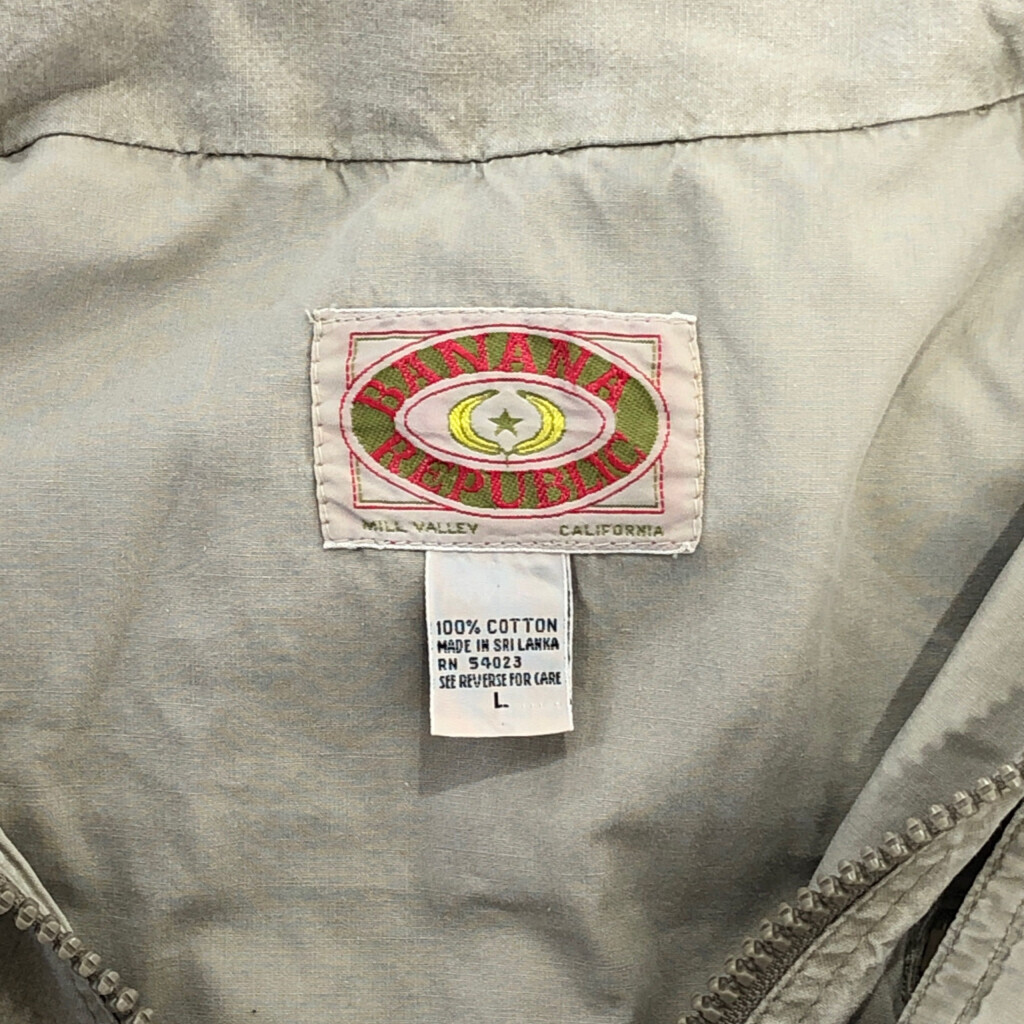 BANANA
REPUBLIC
MILL VALLEY CALIFORNIA
100% COTTON
MADE IN SRI LANKA
RN 54023
SEE REVERSE FOR CARE
L